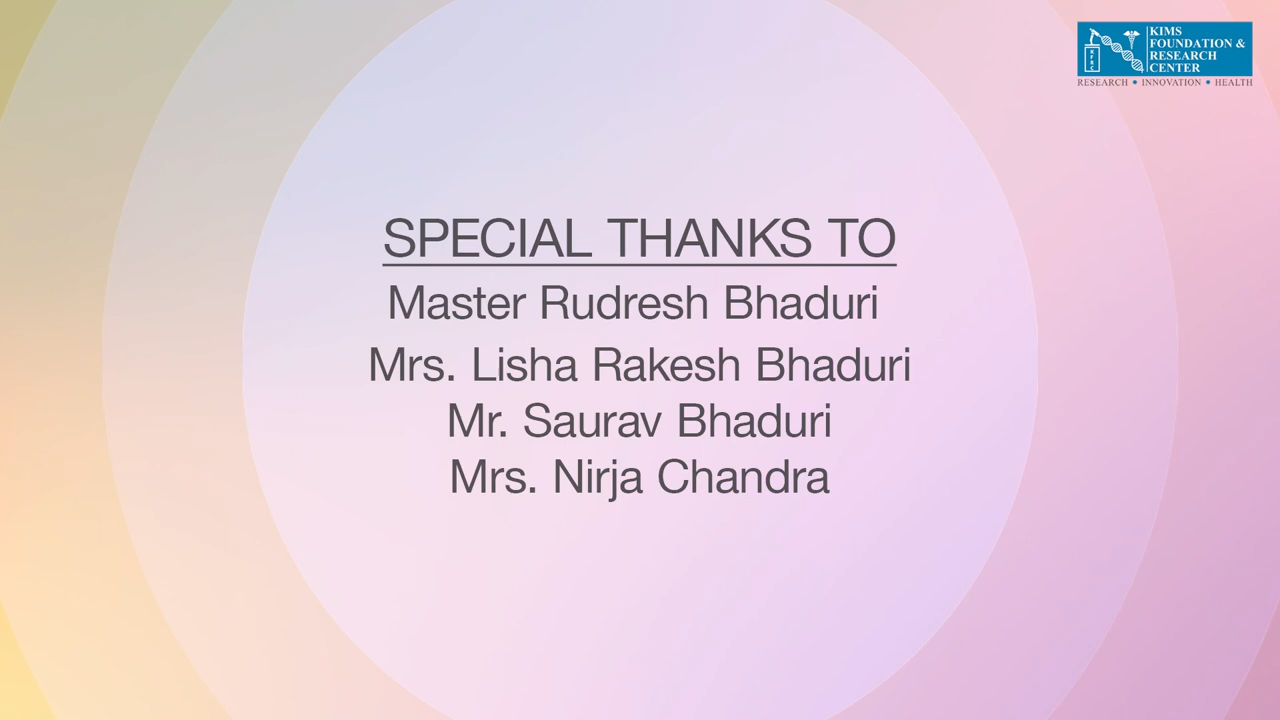 KIMS
FOUNDATION &
RESEARCH
CENTER
KFRC
RESEARCH • INNOVATION • HEALTH
SPECIAL THANKS TO
Master Rudresh Bhaduri
Mrs. Lisha Rakesh Bhaduri
Mr. Saurav Bhaduri
Mrs. Nirja Chandra